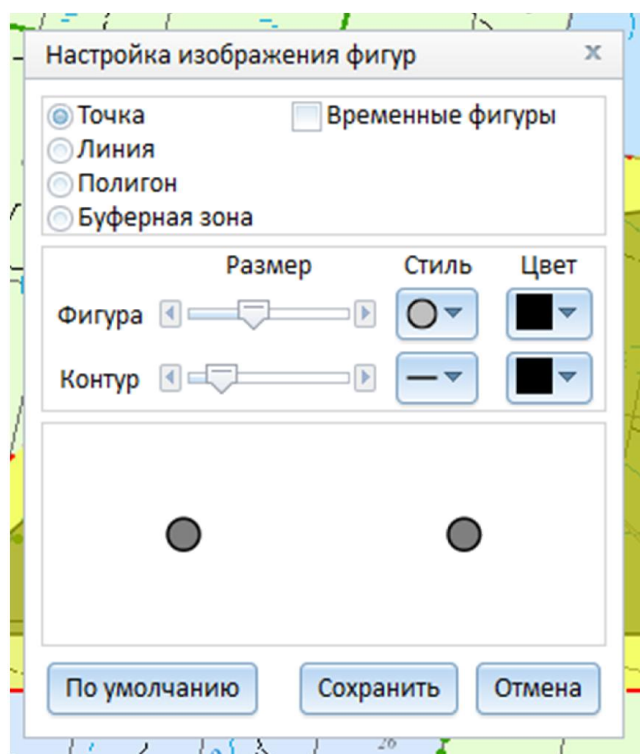 Настройка изображения фигур x
Точка Временные фигуры
Линия
Полигон
Буферная зона
Размер Стиль Цвет
Фигура
Контур
По умолчанию Сохранить Отмена
26